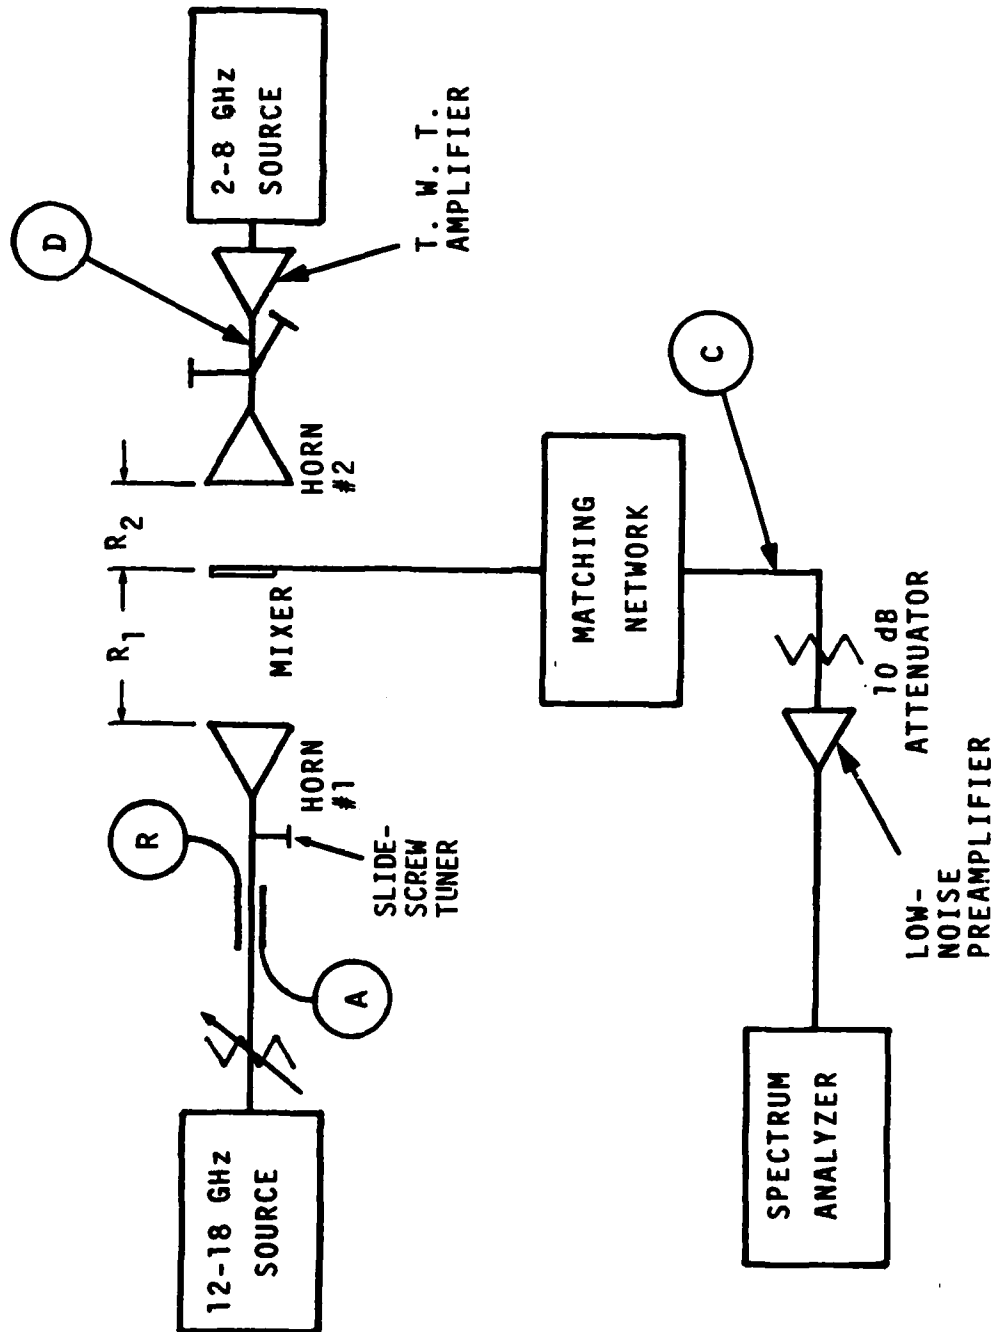 12-18 GHz
SOURCE
A
R
SLIDE-
SCREW
TUNER
HORN
#1
R1
R2
MIXER
HORN
#2
D
T. W. T.
AMPLIFIER
2-8 GHz
SOURCE
MATCHING
NETWORK
C
10 dB
ATTENUATOR
LOW-
NOISE
PREAMPLIFIER
SPECTRUM
ANALYZER